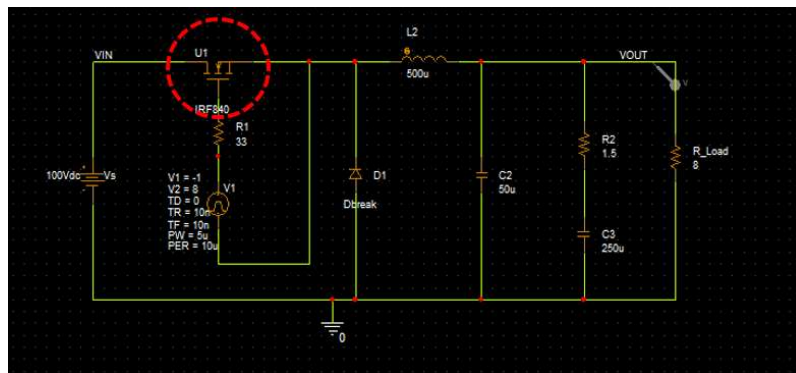 L2
VIN
U1
6
VOUT
500u
V
IRF840
R1
33
R2
1.5
R_Load
8
100Vdc
Vs
V1 = -1
V2 = 8
TD = 0
TR = 10n
TF = 10n
PW = 5u
PER = 10u
V1
D1
Dbreak
C2
50u
C3
250u
0